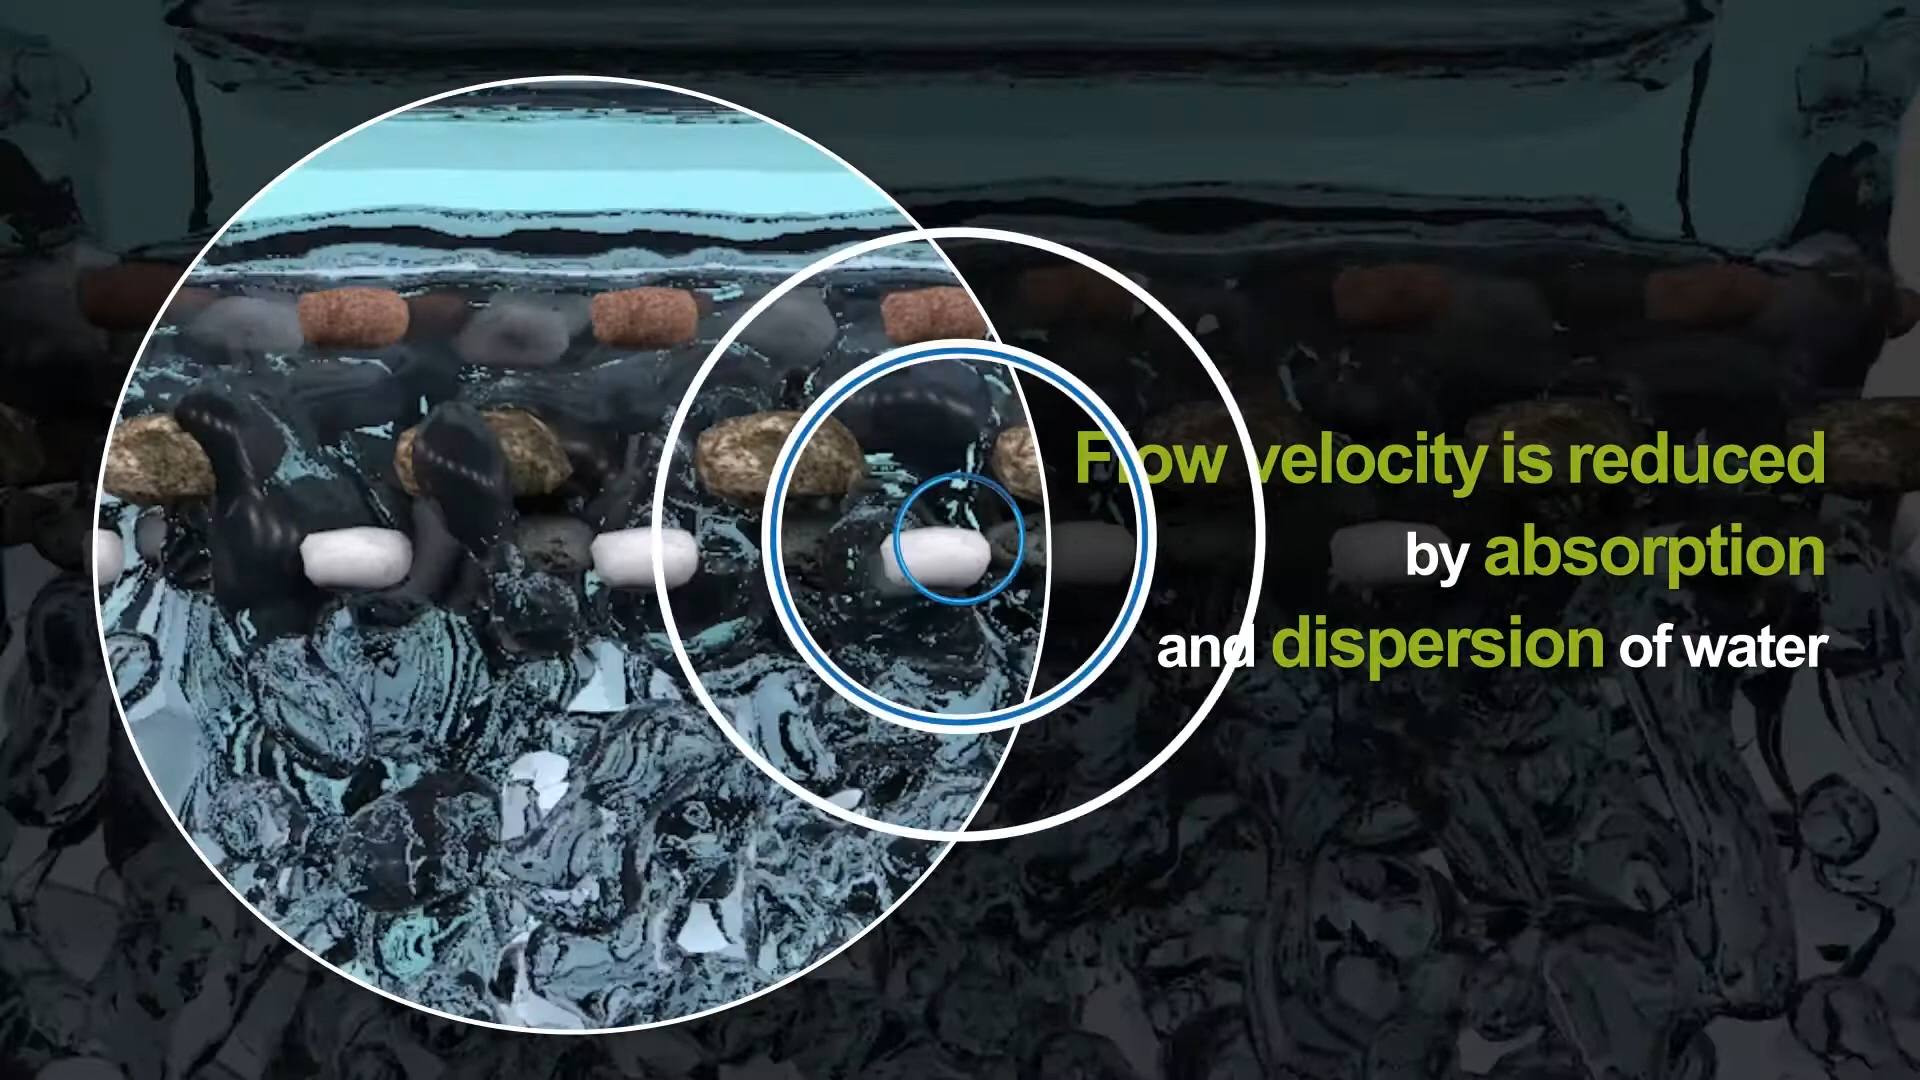 Flow velocity is reduced
by absorption
and dispersion of water